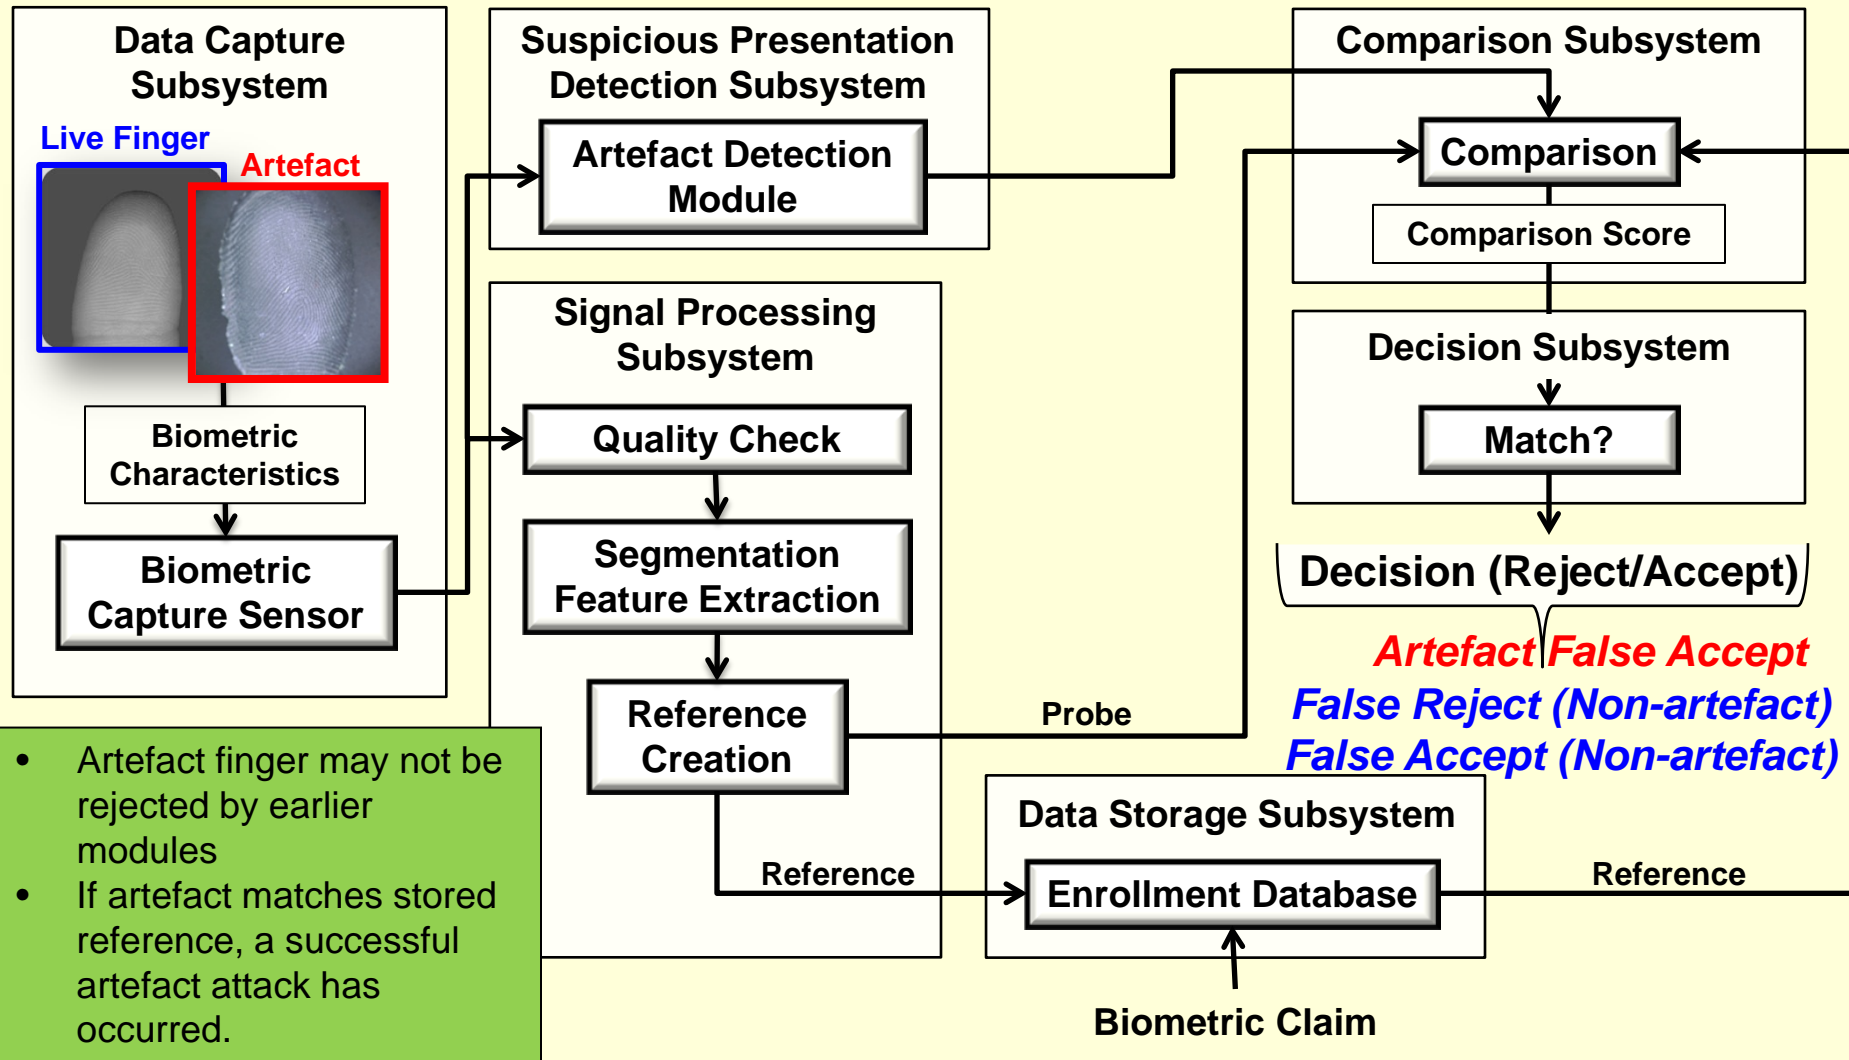 Data Capture
Subsystem
Live Finger
Artefact
Biometric
Characteristics
Biometric
Capture Sensor
Suspicious Presentation
Detection Subsystem
Artefact Detection
Module
Signal Processing
Subsystem
Quality Check
Segmentation
Feature Extraction
Reference
Creation
Probe
Reference
Comparison Subsystem
Comparison
Comparison Score
Decision Subsystem
Match?
Decision (Reject/Accept)
Artefact False Accept
False Reject (Non-artefact)
False Accept (Non-artefact)
Data Storage Subsystem
Enrollment Database
Reference
Biometric Claim
• Artefact finger may not be
rejected by earlier
modules
• If artefact matches stored
reference, a successful
artefact attack has
occurred.